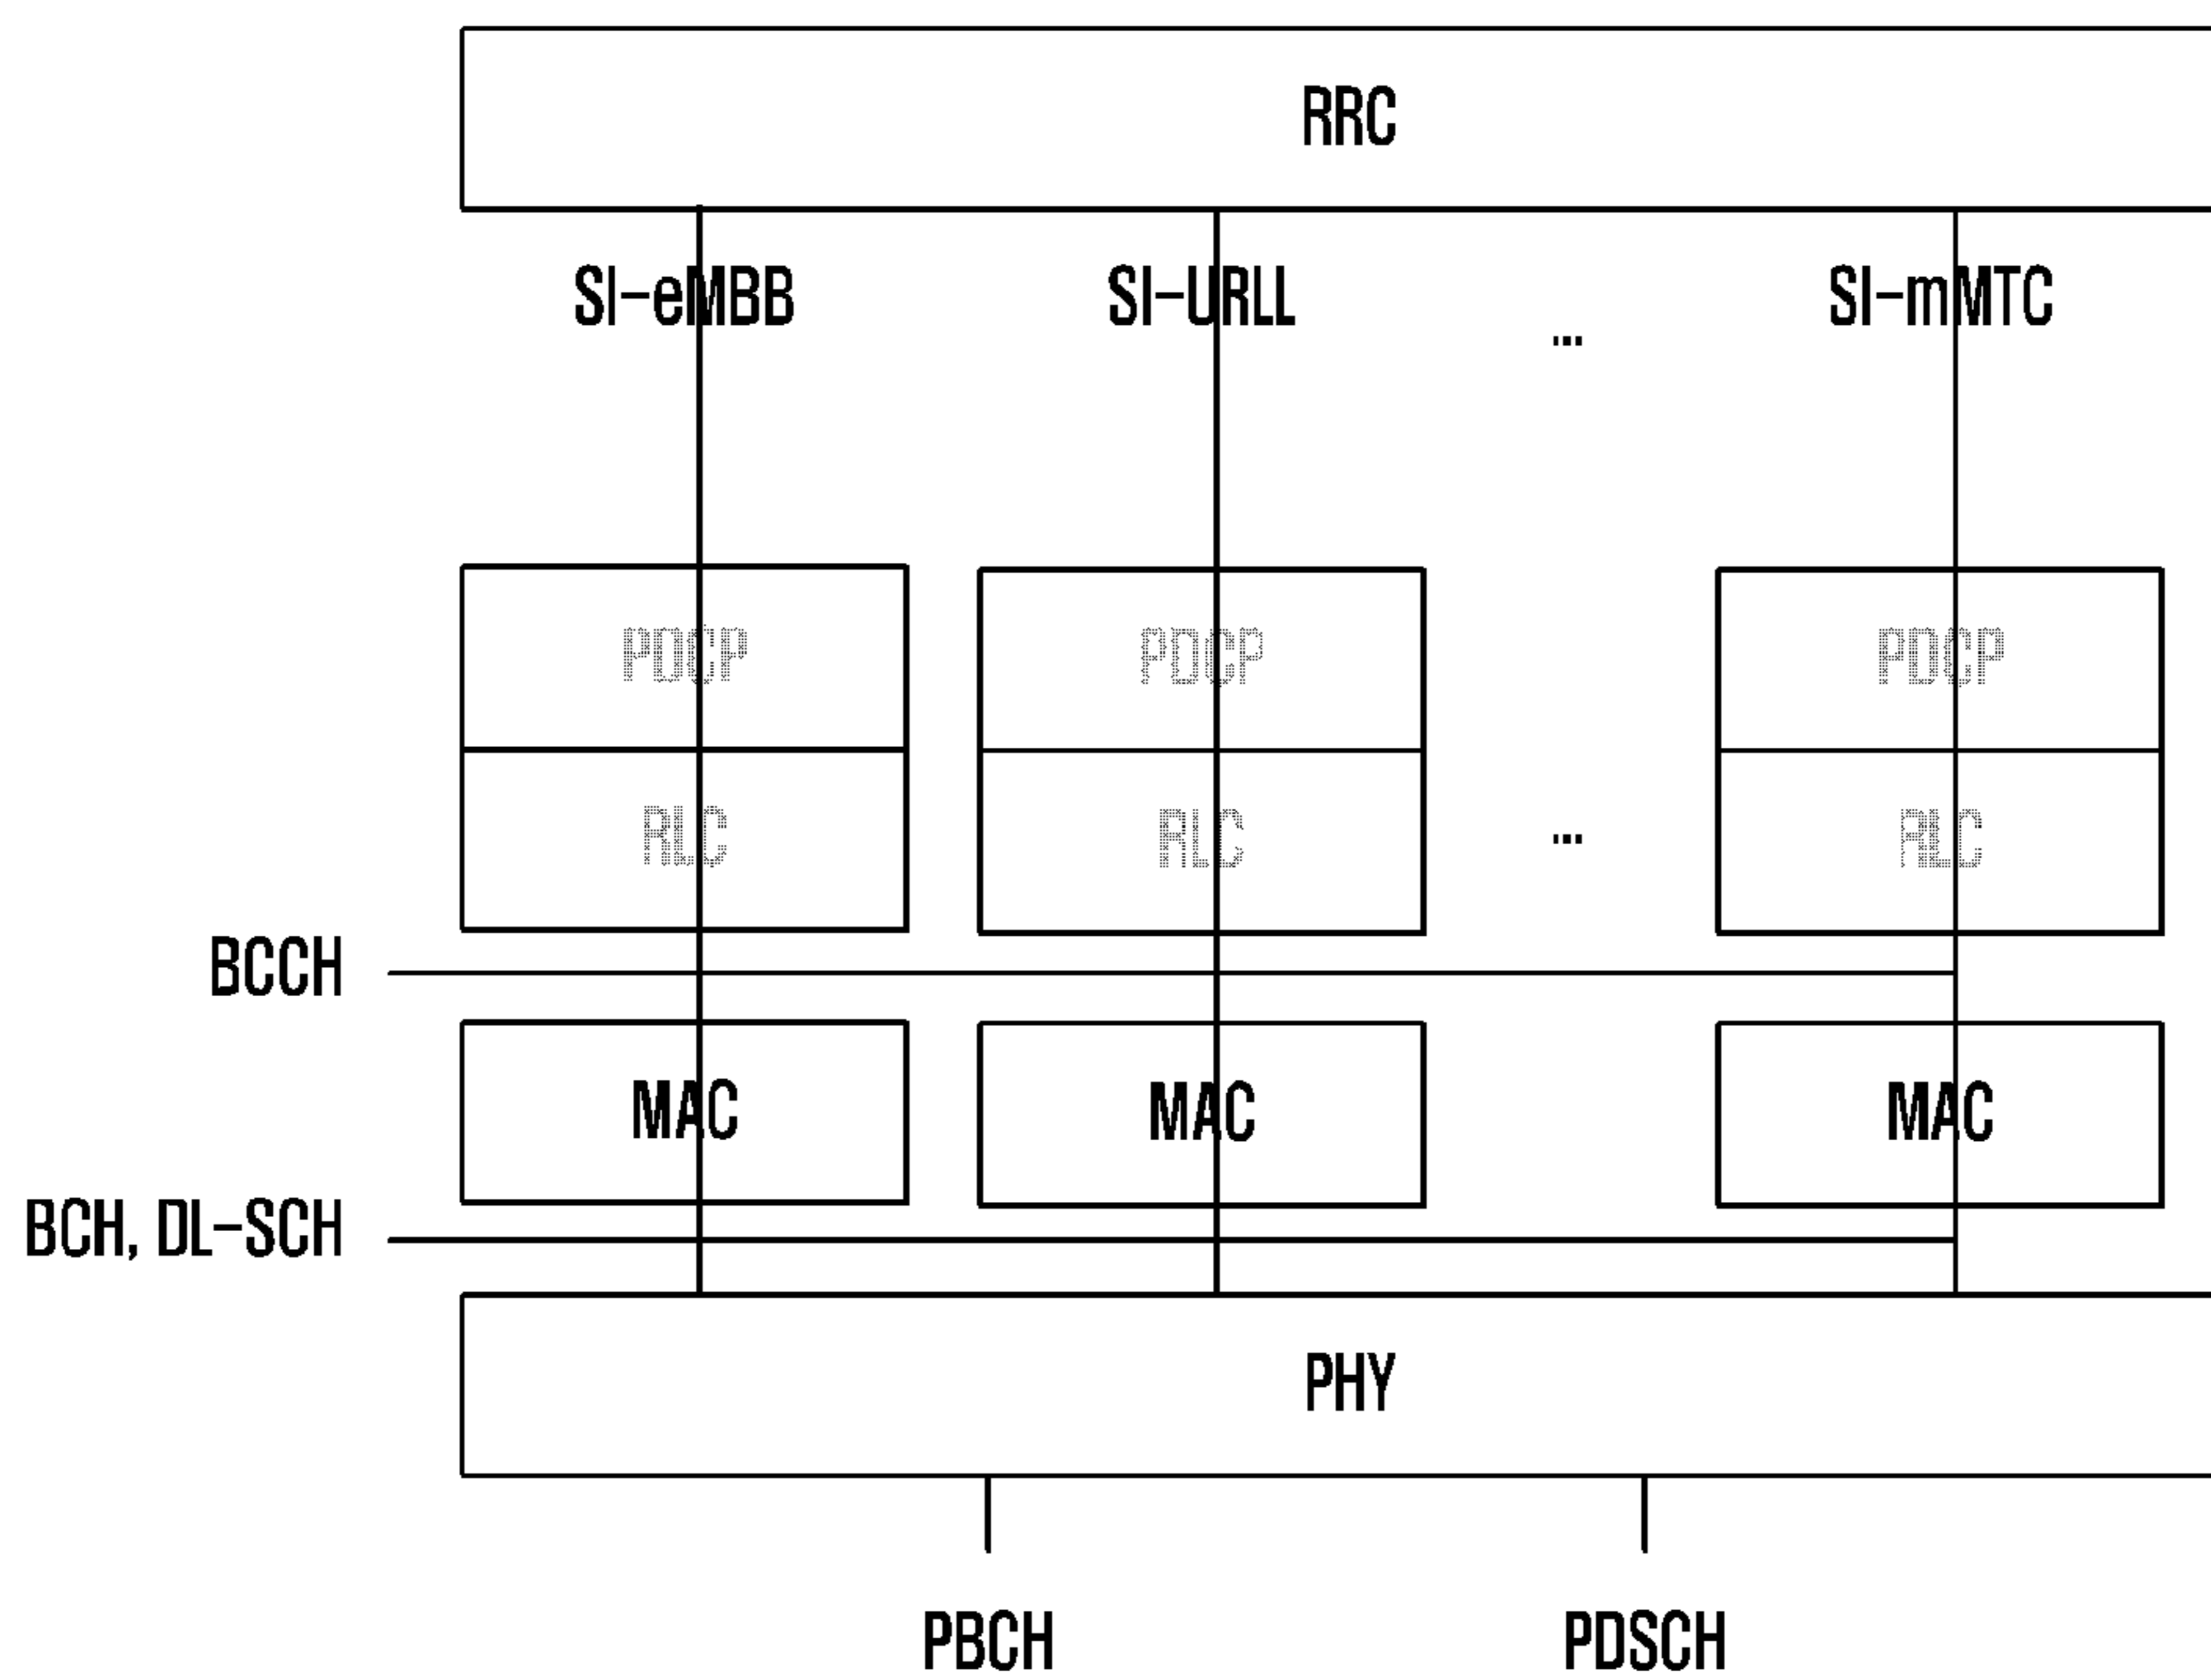 RRC
SI-eMBB SI-URLL ... SI-mMTC
PDCP PDCP PDCP
RLC RLC ... RLC
BCCH
MAC MAC MAC
BCH, DL-SCH
PHY
PBCH PDSCH